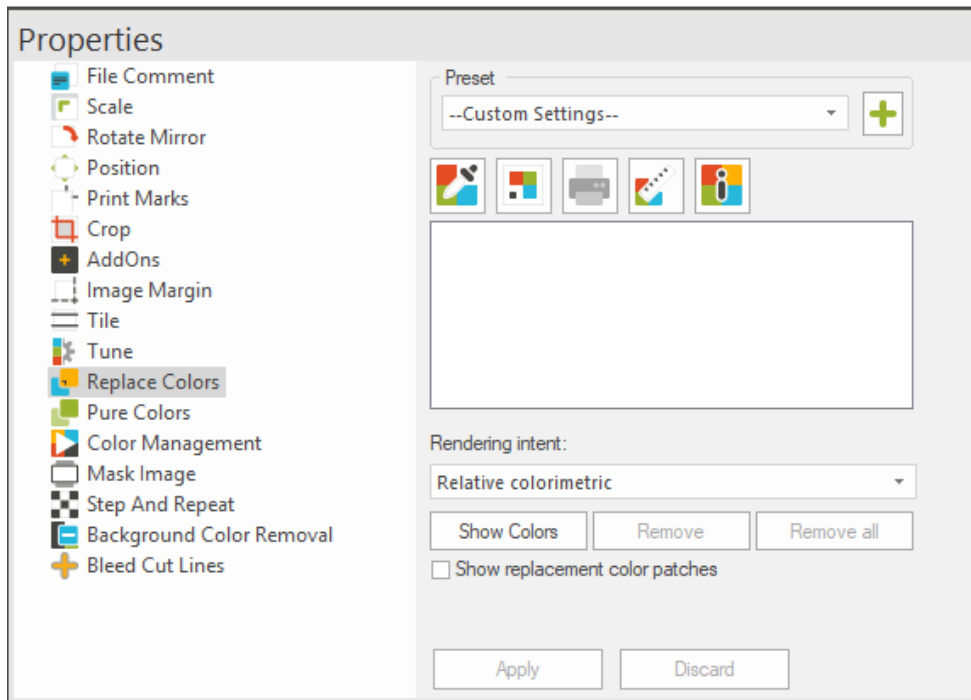 Properties
File Comment
Scale
Rotate Mirror
Position
Print Marks
Crop
AddOns
Image Margin
Tile
Tune
Replace Colors
Pure Colors
Color Management
Mask Image
Step And Repeat
Background Color Removal
Bleed Cut Lines
Preset
--Custom Settings--
Rendering intent:
Relative colorimetric
Show Colors Remove Remove all
Show replacement color patches
Apply Discard